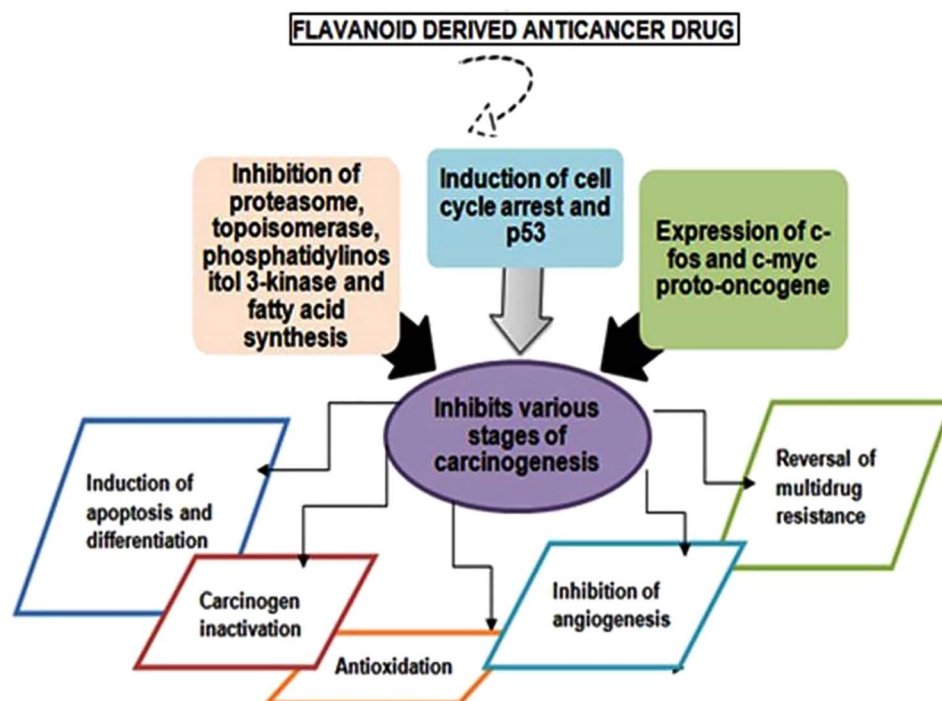 FLAVANOID DERIVED ANTICANCER DRUG
Inhibition of
proteasome,
topoisomerase,
phosphatidylinos
itol 3-kinase and
fatty acid
synthesis
Induction of cell
cycle arrest and
p53
Expression of c-
fos and c-myc
proto-oncogene
Inhibits various
stages of
carcinogenesis
Induction of
apoptosis and
differentiation
Carcinogen
inactivation
Antioxidation
Inhibition of
angiogenesis
Reversal of
multidrug
resistance